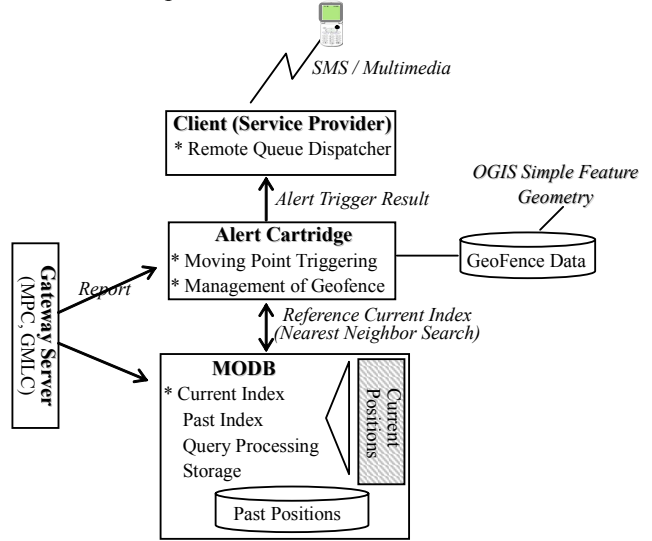 SMS / Multimedia
Client (Service Provider)
* Remote Queue Dispatcher
OGIS Simple Feature
Geometry
Alert Trigger Result
Alert Cartridge
* Moving Point Triggering
* Management of Geofence
GeoFence Data
Gateway Server
(MPC, GMLC)
Report
Reference Current Index
(Nearest Neighbor Search)
MODB
* Current Index
Past Index
Query Processing
Storage
Current
Positions
Past Positions